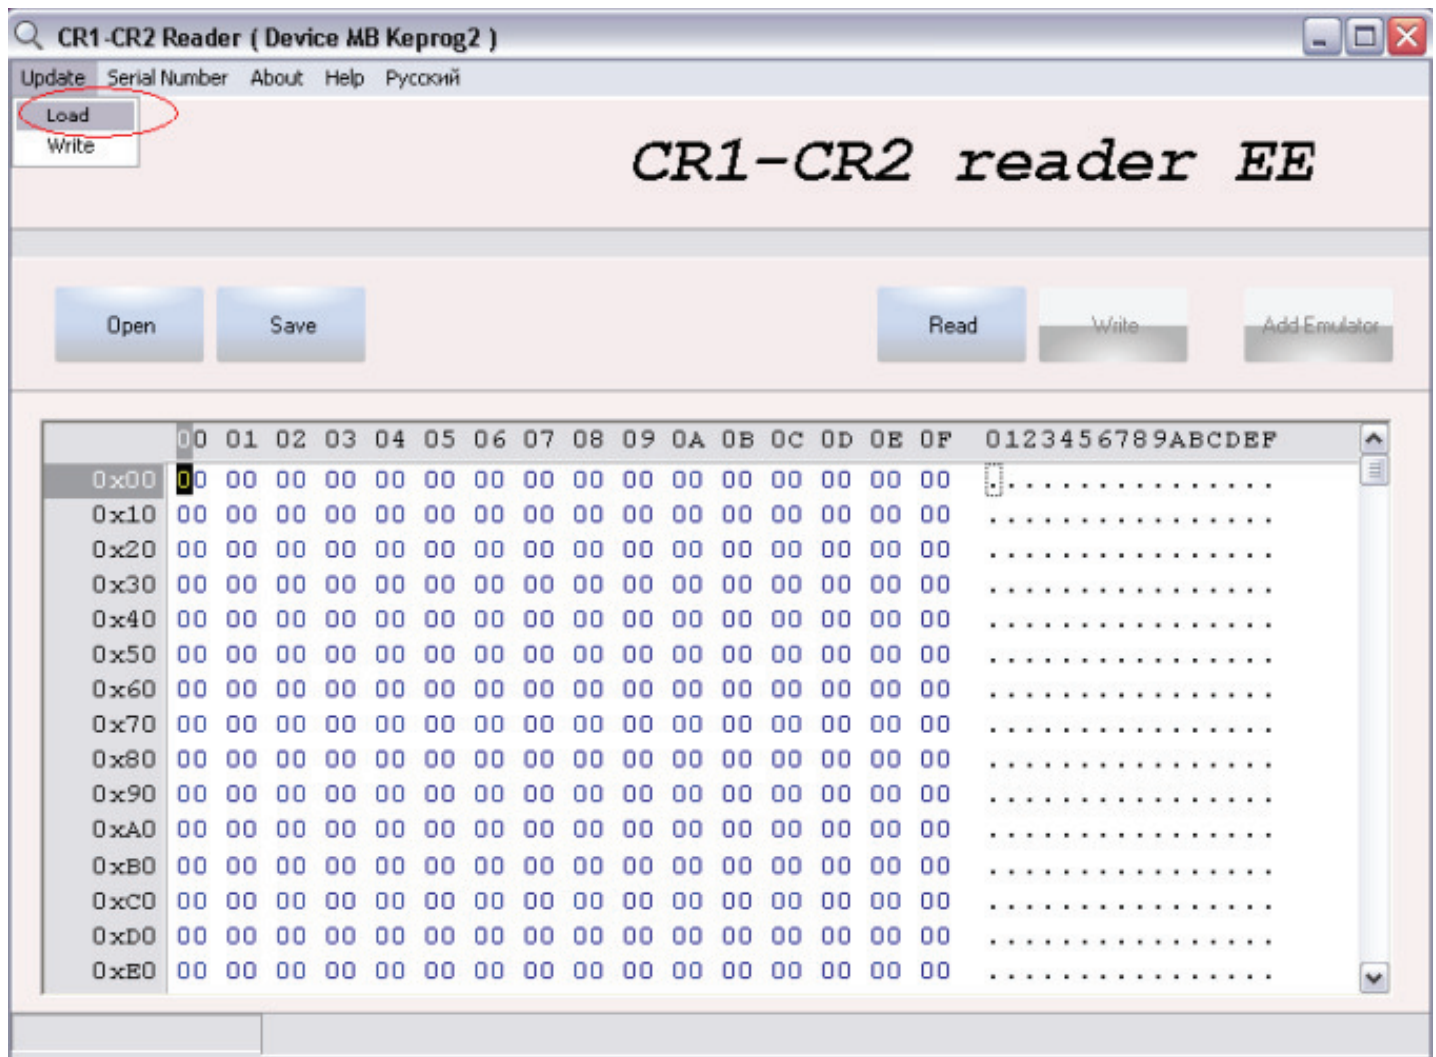 CR1-CR2 Reader ( Device MB Keprog2 )
Update Serial Number About Help Русский
Load
Write
CR1-CR2 reader EE
Open Save Read Write Add Emulator
00 01 02 03 04 05 06 07 08 09 0A 0B 0C 0D 0E 0F 0123456789ABCDEF
0x00 00 00 00 00 00 00 00 00 00 00 00 00 00 00 00 00 ................
0x10 00 00 00 00 00 00 00 00 00 00 00 00 00 00 00 00 ................
0x20 00 00 00 00 00 00 00 00 00 00 00 00 00 00 00 00 ................
0x30 00 00 00 00 00 00 00 00 00 00 00 00 00 00 00 00 ................
0x40 00 00 00 00 00 00 00 00 00 00 00 00 00 00 00 00 ................
0x50 00 00 00 00 00 00 00 00 00 00 00 00 00 00 00 00 ................
0x60 00 00 00 00 00 00 00 00 00 00 00 00 00 00 00 00 ................
0x70 00 00 00 00 00 00 00 00 00 00 00 00 00 00 00 00 ................
0x80 00 00 00 00 00 00 00 00 00 00 00 00 00 00 00 00 ................
0x90 00 00 00 00 00 00 00 00 00 00 00 00 00 00 00 00 ................
0xA0 00 00 00 00 00 00 00 00 00 00 00 00 00 00 00 00 ................
0xB0 00 00 00 00 00 00 00 00 00 00 00 00 00 00 00 00 ................
0xC0 00 00 00 00 00 00 00 00 00 00 00 00 00 00 00 00 ................
0xD0 00 00 00 00 00 00 00 00 00 00 00 00 00 00 00 00 ................
0xE0 00 00 00 00 00 00 00 00 00 00 00 00 00 00 00 00 ................